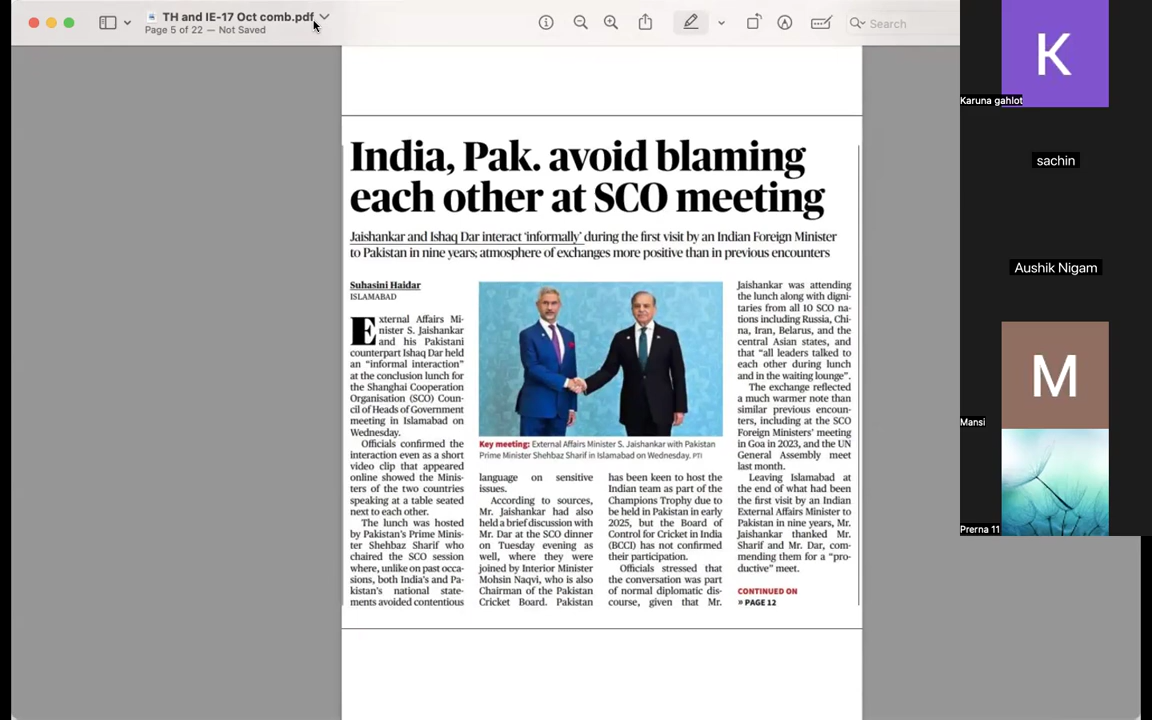 TH and IE-17 Oct comb.pdf
Page 5 of 22 — Not Saved
Search
India, Pak. avoid blaming
each other at SCO meeting
Jaishankar and Ishaq Dar interact ‘informally’ during the first visit by an Indian Foreign Minister
to Pakistan in nine years; atmosphere of exchanges more positive than in previous encounters
Suhasini Haidar
ISLAMABAD
External Affairs Mi-
nister S. Jaishankar
and his Pakistani
counterpart Ishaq Dar held
an “informal interaction”
at the conclusion lunch for
the Shanghai Cooperation
Organisation (SCO) Coun-
cil of Heads of Government
meeting in Islamabad on
Wednesday.
Officials confirmed the
interaction even as a short
video clip that appeared
online showed the Minis-
ters of the two countries
speaking at a table seated
next to each other.
The lunch was hosted
by Pakistan’s Prime Minis-
ter Shehbaz Sharif who
chaired the SCO session
where, unlike on past occa-
sions, both India’s and Pa-
kistan’s national state-
ments avoided contentious
Key meeting: External Affairs Minister S. Jaishankar with Pakistan
Prime Minister Shehbaz Sharif in Islamabad on Wednesday. PTI
language on sensitive
issues.
According to sources,
Mr. Jaishankar had also
held a brief discussion with
Mr. Dar at the SCO dinner
on Tuesday evening as
well, where they were
joined by Interior Minister
Mohsin Naqvi, who is also
Chairman of the Pakistan
Cricket Board. Pakistan
has been keen to host the
Indian team as part of the
Champions Trophy due to
be held in Pakistan in early
2025, but the Board of
Control for Cricket in India
(BCCI) has not confirmed
their participation.
Officials stressed that
the conversation was part
of normal diplomatic dis-
course, given that Mr.
Jaishankar was attending
the lunch along with digni-
taries from all 10 SCO na-
tions including Russia, Chi-
na, Iran, Belarus, and the
central Asian states, and
that “all leaders talked to
each other during lunch
and in the waiting lounge”.
The exchange reflected
a much warmer note than
similar previous encoun-
ters, including at the SCO
Foreign Ministers’ meeting
in Goa in 2023, and the UN
General Assembly meet
last month.
Leaving Islamabad at
the end of what had been
the first visit by an Indian
External Affairs Minister to
Pakistan in nine years, Mr.
Jaishankar thanked Mr.
Sharif and Mr. Dar, com-
mending them for a “pro-
ductive” meet.
CONTINUED ON
» PAGE 12
K
Karuna gahlot
sachin
Aushik Nigam
M
Mansi
Prerna 11